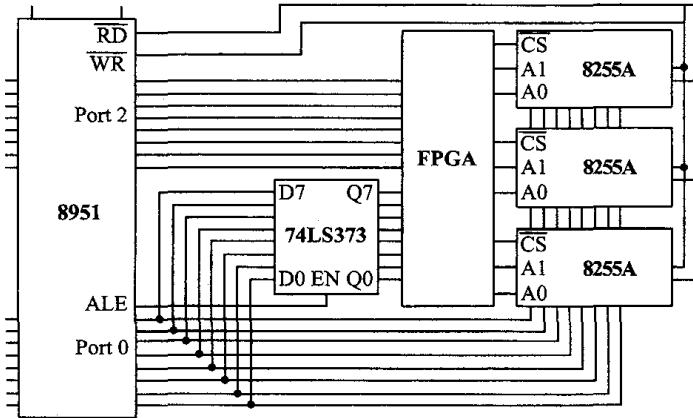 RD
WR
Port 2
8951
ALE
Port 0
D7 Q7
74LS373
D0 EN Q0
FPGA
CS
A1 8255A
A0
CS
A1 8255A
A0
CS
A1 8255A
A0